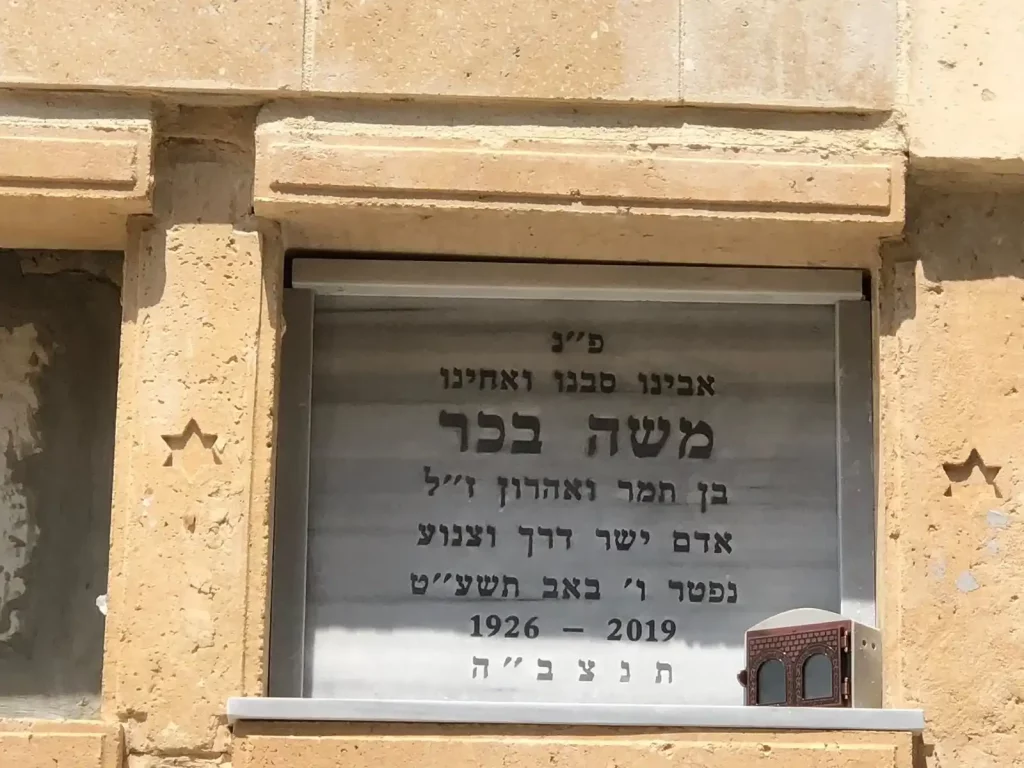 פ״נ
אבינו סבנו ואחינו
משה בכר
בן תמר ואהרון ז״ל
אדם ישר דרך וצנוע
נפטר ו׳ באב תשע״ט
1926 – 2019
ת נ צ ב ״ ה